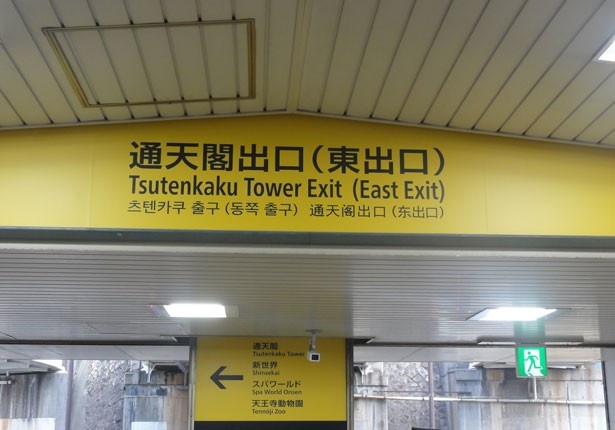 通天閣出口（東出口）
Tsutenkaku Tower Exit (East Exit)
츠텐카쿠 출구 (동쪽 출구) 通天阁出口（东出口）
通天閣
Tsutenkaku Tower
新世界
Shinsekai
スパワールド
Spa World Onsen
天王寺動物園
Tennoji Zoo